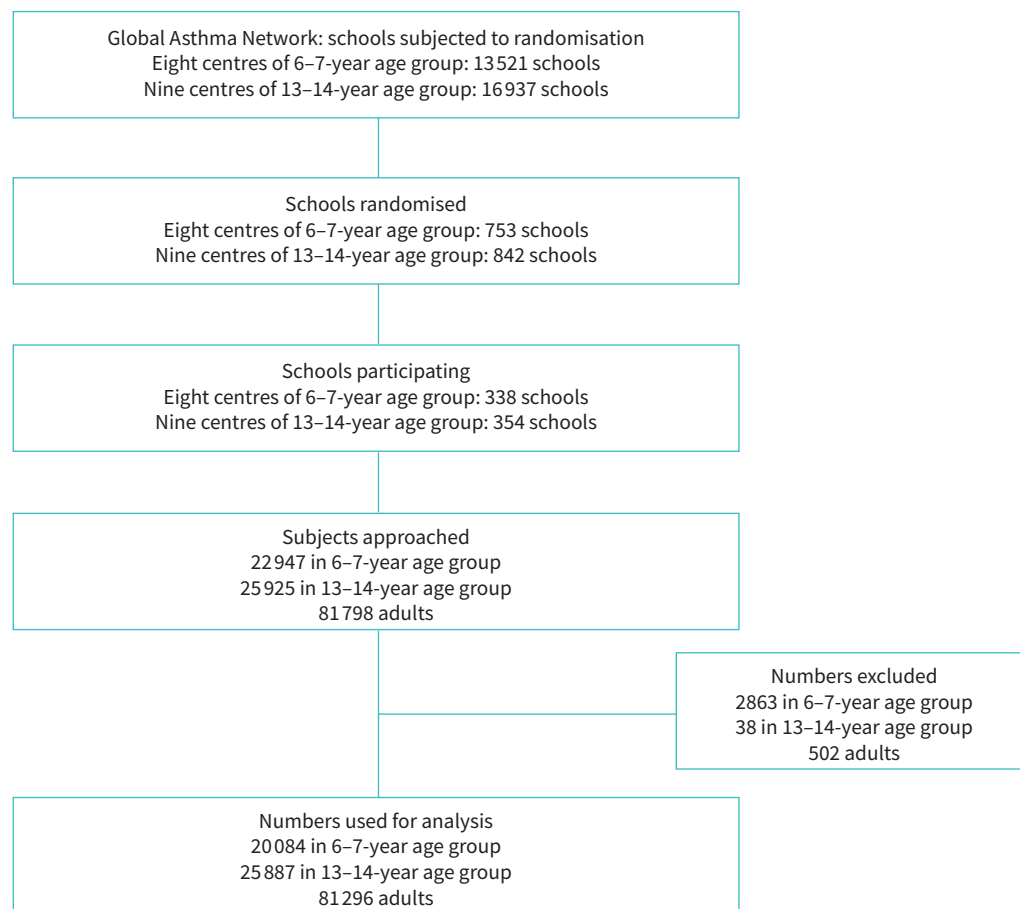 Global Asthma Network: schools subjected to randomisation
Eight centres of 6–7-year age group: 13521 schools
Nine centres of 13–14-year age group: 16937 schools
Schools randomised
Eight centres of 6–7-year age group: 753 schools
Nine centres of 13–14-year age group: 842 schools
Schools participating
Eight centres of 6–7-year age group: 338 schools
Nine centres of 13–14-year age group: 354 schools
Subjects approached
22947 in 6–7-year age group
25925 in 13–14-year age group
81798 adults
Numbers excluded
2863 in 6–7-year age group
38 in 13–14-year age group
502 adults
Numbers used for analysis
20084 in 6–7-year age group
25887 in 13–14-year age group
81296 adults